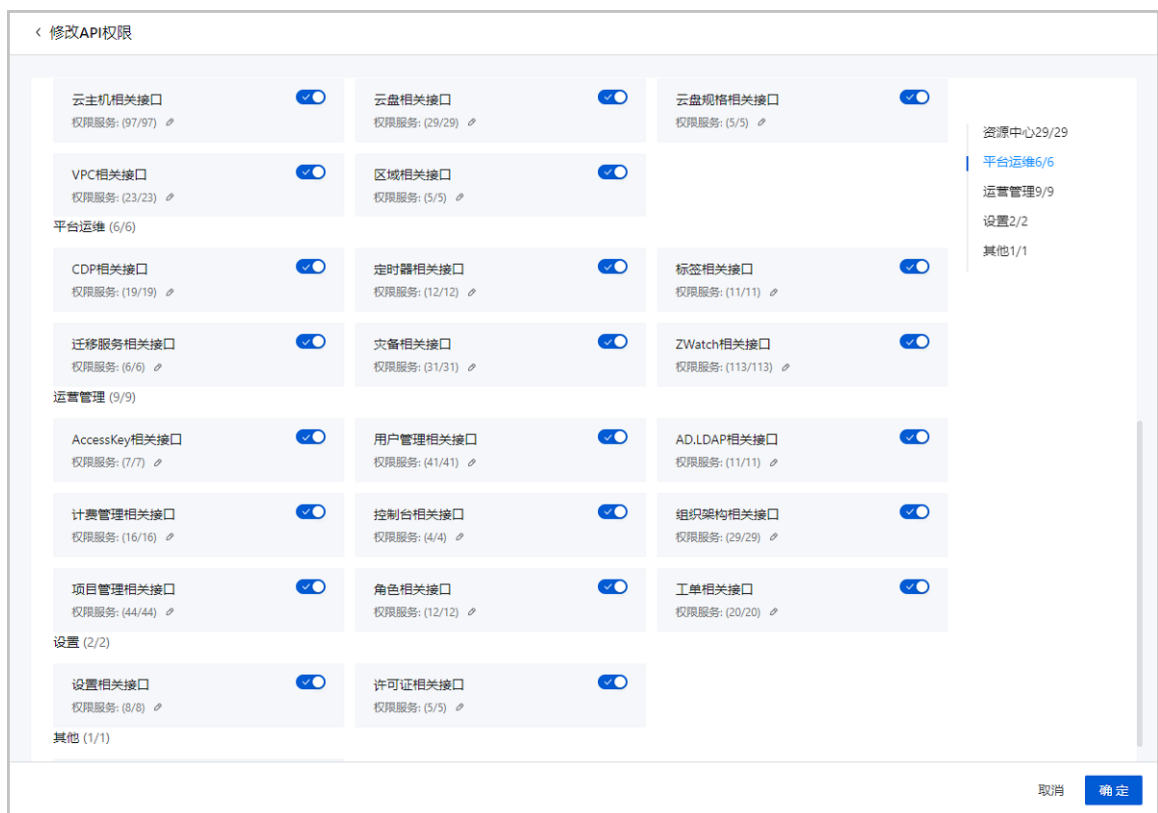 修改API权限
云主机相关接口
权限服务: (97/97)
云盘相关接口
权限服务: (29/29)
云盘规格相关接口
权限服务: (5/5)
VPC相关接口
权限服务: (23/23)
区域相关接口
权限服务: (5/5)
平台运维 (6/6)
CDP相关接口
权限服务: (19/19)
定时器相关接口
权限服务: (12/12)
标签相关接口
权限服务: (11/11)
迁移服务相关接口
权限服务: (6/6)
灾备相关接口
权限服务: (31/31)
ZWatch相关接口
权限服务: (113/113)
运营管理 (9/9)
AccessKey相关接口
权限服务: (7/7)
用户管理相关接口
权限服务: (41/41)
AD.LDAP相关接口
权限服务: (11/11)
计费管理相关接口
权限服务: (16/16)
控制台相关接口
权限服务: (4/4)
组织架构相关接口
权限服务: (29/29)
项目管理相关接口
权限服务: (44/44)
角色相关接口
权限服务: (12/12)
工单相关接口
权限服务: (20/20)
设置 (2/2)
设置相关接口
权限服务: (8/8)
许可证相关接口
权限服务: (5/5)
其他 (1/1)
资源中心29/29
平台运维6/6
运营管理9/9
设置2/2
其他1/1
取消
确定